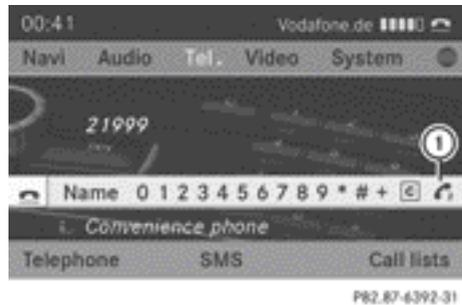 00:41 Vodafone.de
Navi Audio Tel. Video System
21999
1
Name 0 1 2 3 4 5 6 7 8 9 * # + C
Convenience phone
Telephone SMS Call lists
P82.87-6392-31